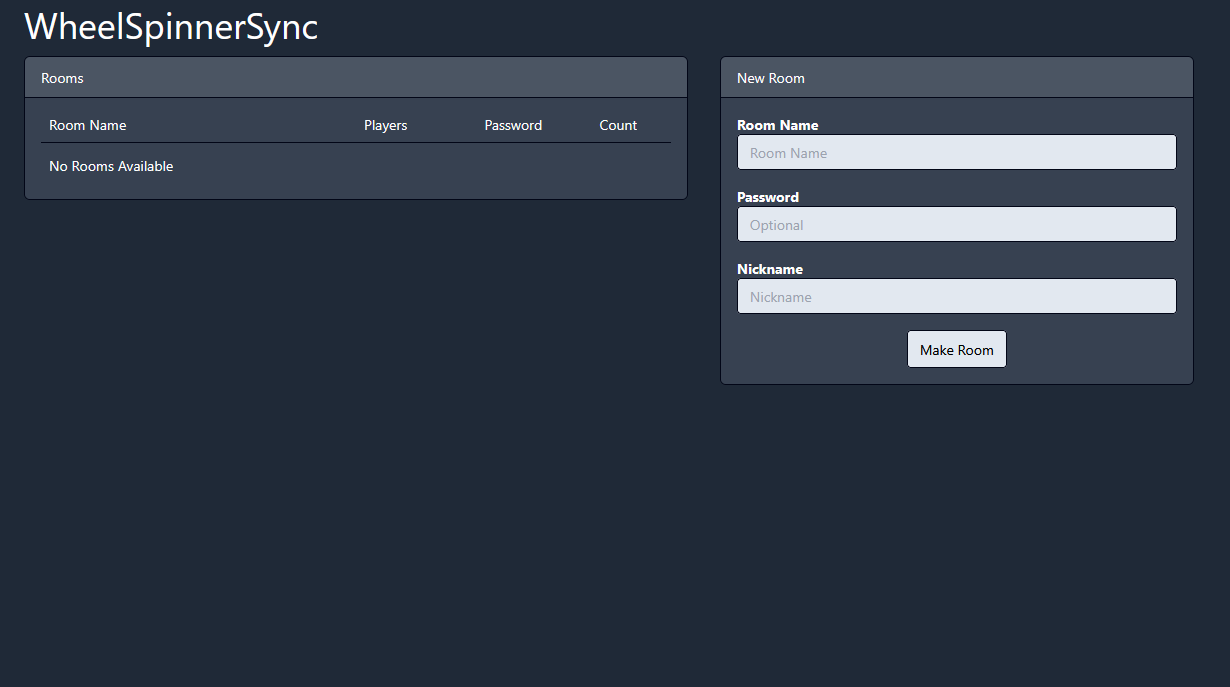 WheelSpinnerSync
Rooms
Room Name Players Password Count
No Rooms Available
New Room
Room Name
Room Name
Password
Optional
Nickname
Nickname
Make Room